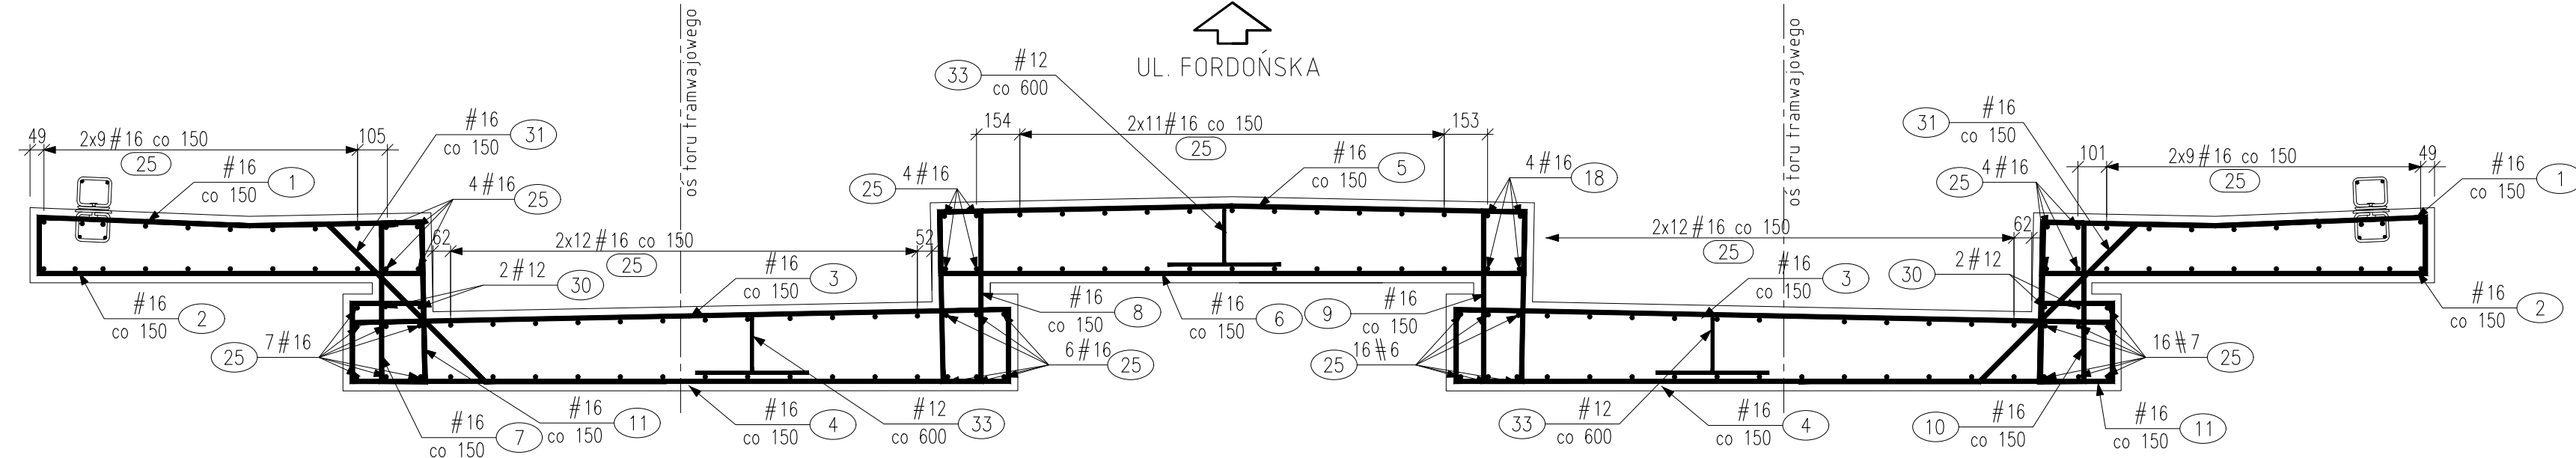 UL. FORDOŃSKA
oś toru tramwajowego
oś toru tramwajowego
49
2x9#16 co 150
25
105
#16
co 150
1
#16
co 150
31
4#16
25
62
2x12#16 co 150
25
52
2#12
30
#16
co 150
3
#16
co 150
2
7#16
25
#16
co 150
7
#16
co 150
11
#16
co 150
4
#12
co 600
33
6#16
25
#12
co 600
33
154
2x11#16 co 150
25
153
4#16
25
#16
co 150
5
4#16
18
#16
co 150
8
#16
co 150
6
#16
co 150
9
2x12#16 co 150
25
62
#16
co 150
3
2#12
30
16#6
25
#12
co 600
33
#16
co 150
4
#16
co 150
10
#16
co 150
11
16#7
25
#16
co 150
31
4#16
25
101
2x9#16 co 150
25
49
#16
co 150
1
#16
co 150
2